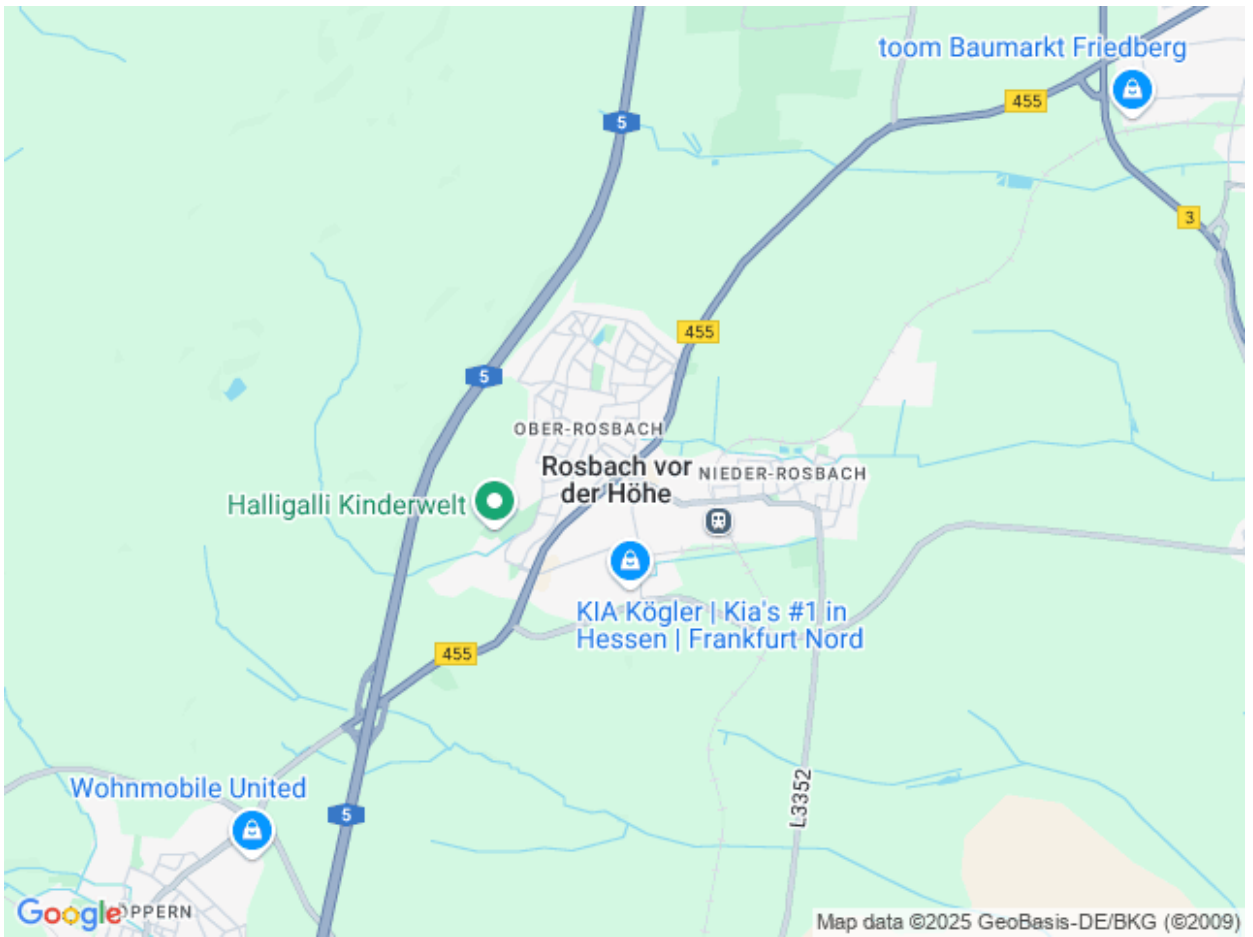 toom Baumarkt Friedberg
455
5
3
455
5
OBER-ROSBACH
Rosbach vor
der Höhe
NIEDER-ROSBACH
Halligalli Kinderwelt
KIA Kögler | Kia's #1 in
Hessen | Frankfurt Nord
455
Wohnmobile United
5
L3352
Google
ÖPPERN
Map data ©2025 GeoBasis-DE/BKG (©2009)